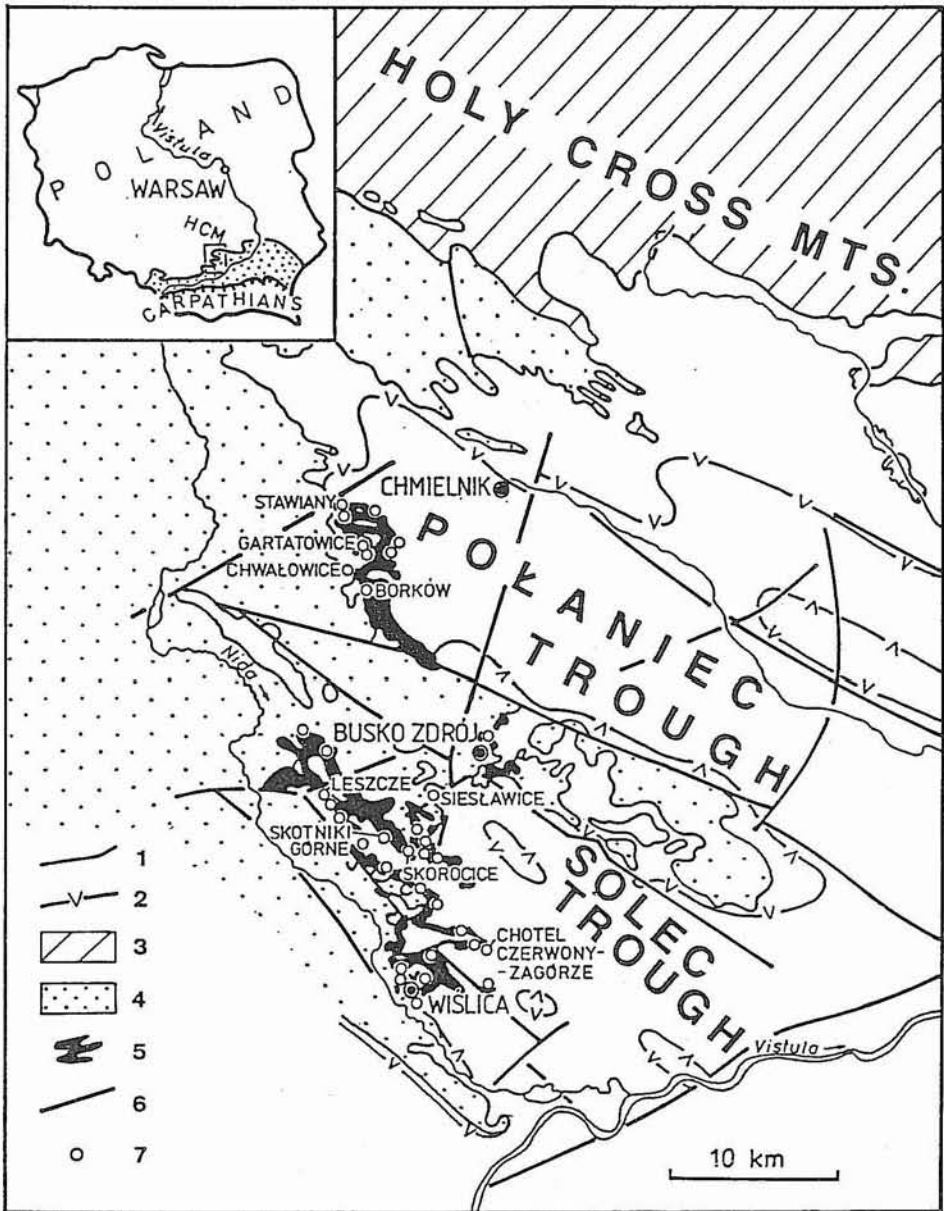 POLAND
Vistula
WARSAW
HCM
CARPATHIANS
HOLY CROSS MTS.
CHMIELNIK
STAWIANY
GARTATOWICE
CHWAŁOWICE
BORKÓW
POŁANIEC
TROUGH
Nida
BUSKO ZDRÓJ
LESZCZE
SIESŁAWICE
SKOTNIKI
GÓRNE
SKOROCICE
SOLEC
TROUGH
CHOTEL
CZERWONY-
-ZAGÓRZE
WIŚLICA
Vistula
1
2
3
4
5
6
7
10 km